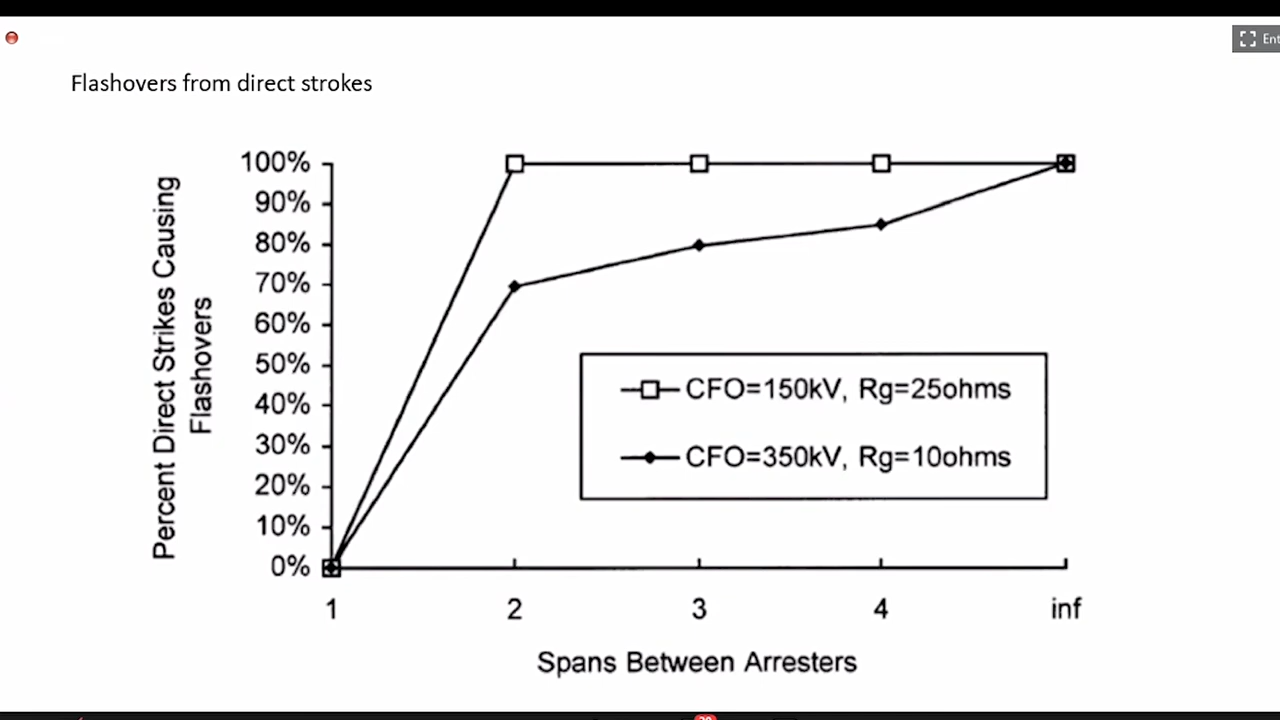 Ent
Flashovers from direct strokes
Percent Direct Strikes Causing
Flashovers
100%
90%
80%
70%
60%
50%
40%
30%
20%
10%
0%
CFO=150kV, Rg=25ohms
CFO=350kV, Rg=10ohms
1 2 3 4 inf
Spans Between Arresters